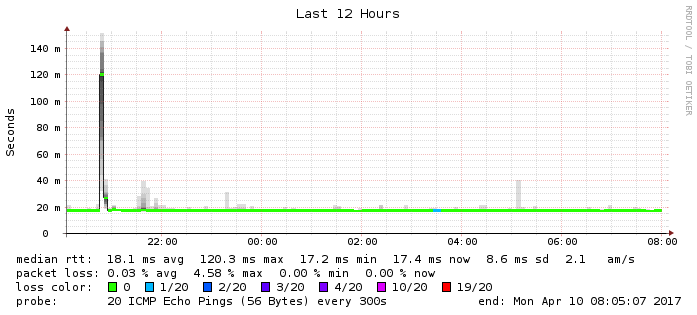 Last 12 Hours
RRDTOOL / TOBI OETIKER
Seconds
140 m
120 m
100 m
80 m
60 m
40 m
20 m
0
22:00 00:00 02:00 04:00 06:00 08:00
median rtt: 18.1 ms avg 120.3 ms max 17.2 ms min 17.4 ms now 8.6 ms sd 2.1 am/s
packet loss: 0.03 % avg 4.58 % max 0.00 % min 0.00 % now
loss color: 0 1/20 2/20 3/20 4/20 10/20 19/20
probe: 20 ICMP Echo Pings (56 Bytes) every 300s end: Mon Apr 10 08:05:07 2017